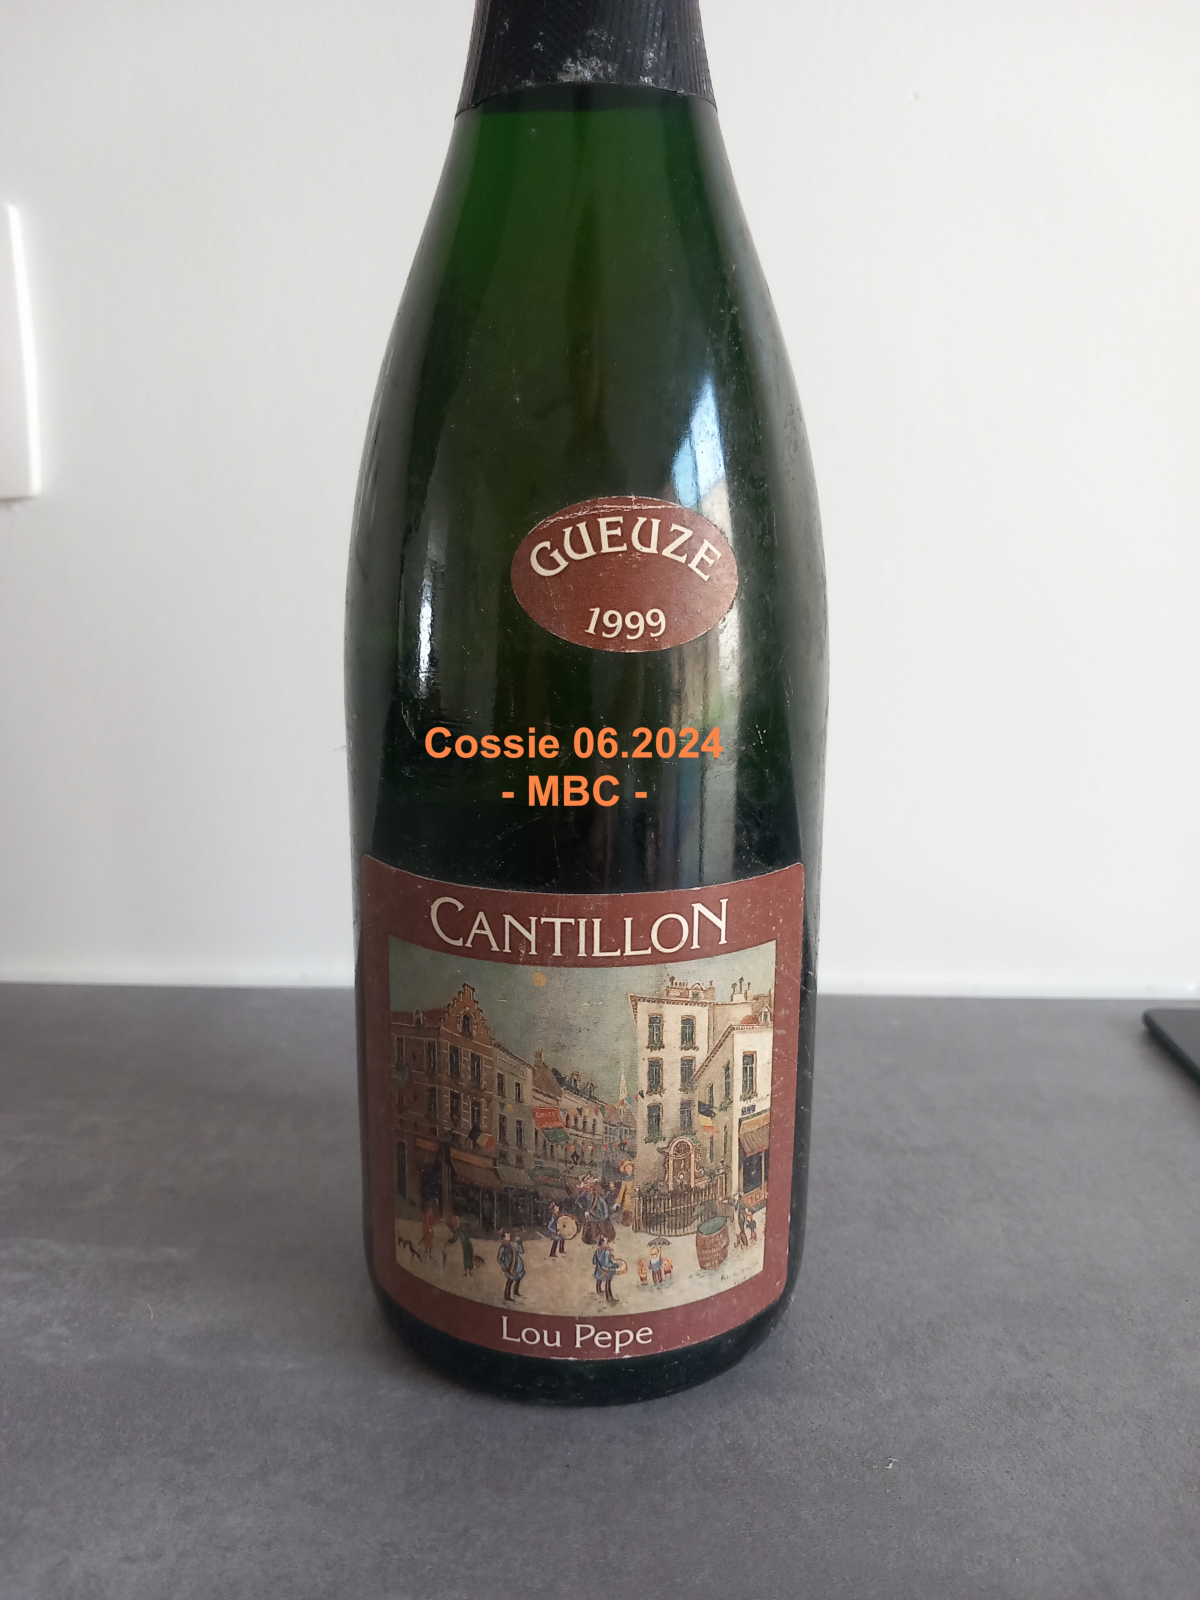 GUEUZE
1999
Cossie 06.2024
- MBC -
CANTILLON
Lou Pepe